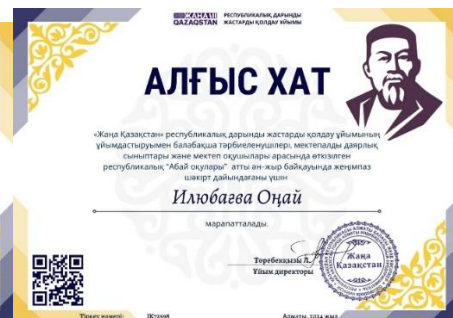 ЖАҢА
QAZAQSTAN
РЕСПУБЛИКАЛЫҚ ДАРЫНДЫ
ЖАСТАРДЫ ҚОЛДАУ ҰЙЫМЫ
АЛҒЫС ХАТ
«Жаңа Қазақстан» республикалық дарынды жастарды қолдау ұйымының
ұйымдастыруымен балабақша тәрбиеленушілері, мектепалды даярлық
сыныптары және мектеп оқушылары арасында өткізілген
республикалық "Абай оқулары" атты ән-жыр байқауында жеңімпаз
шәкірт дайындағаны үшін
Илюбаева Оңай
марапатталады.
Төребекқызы Л.
Ұйым директоры
Жаңа
Қазақстан
Тіркеу нөмері:
Алматы, 2024 жыл